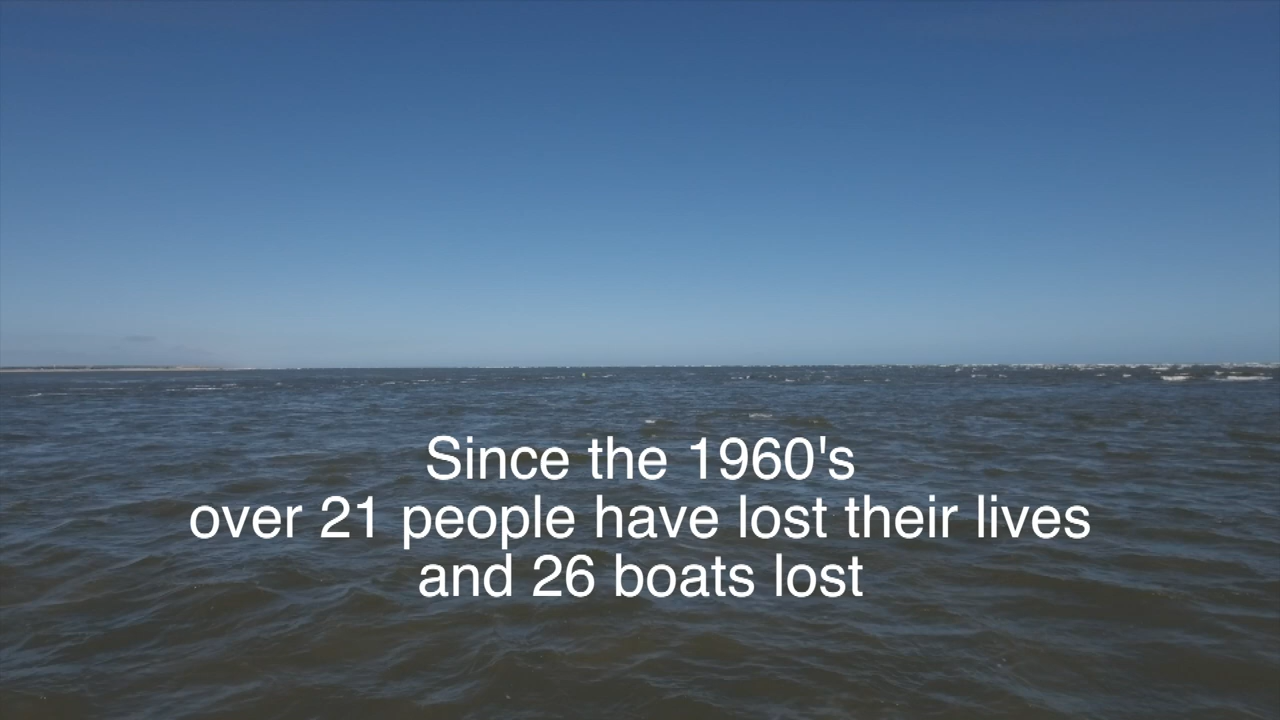 Since the 1960's
over 21 people have lost their lives
and 26 boats lost